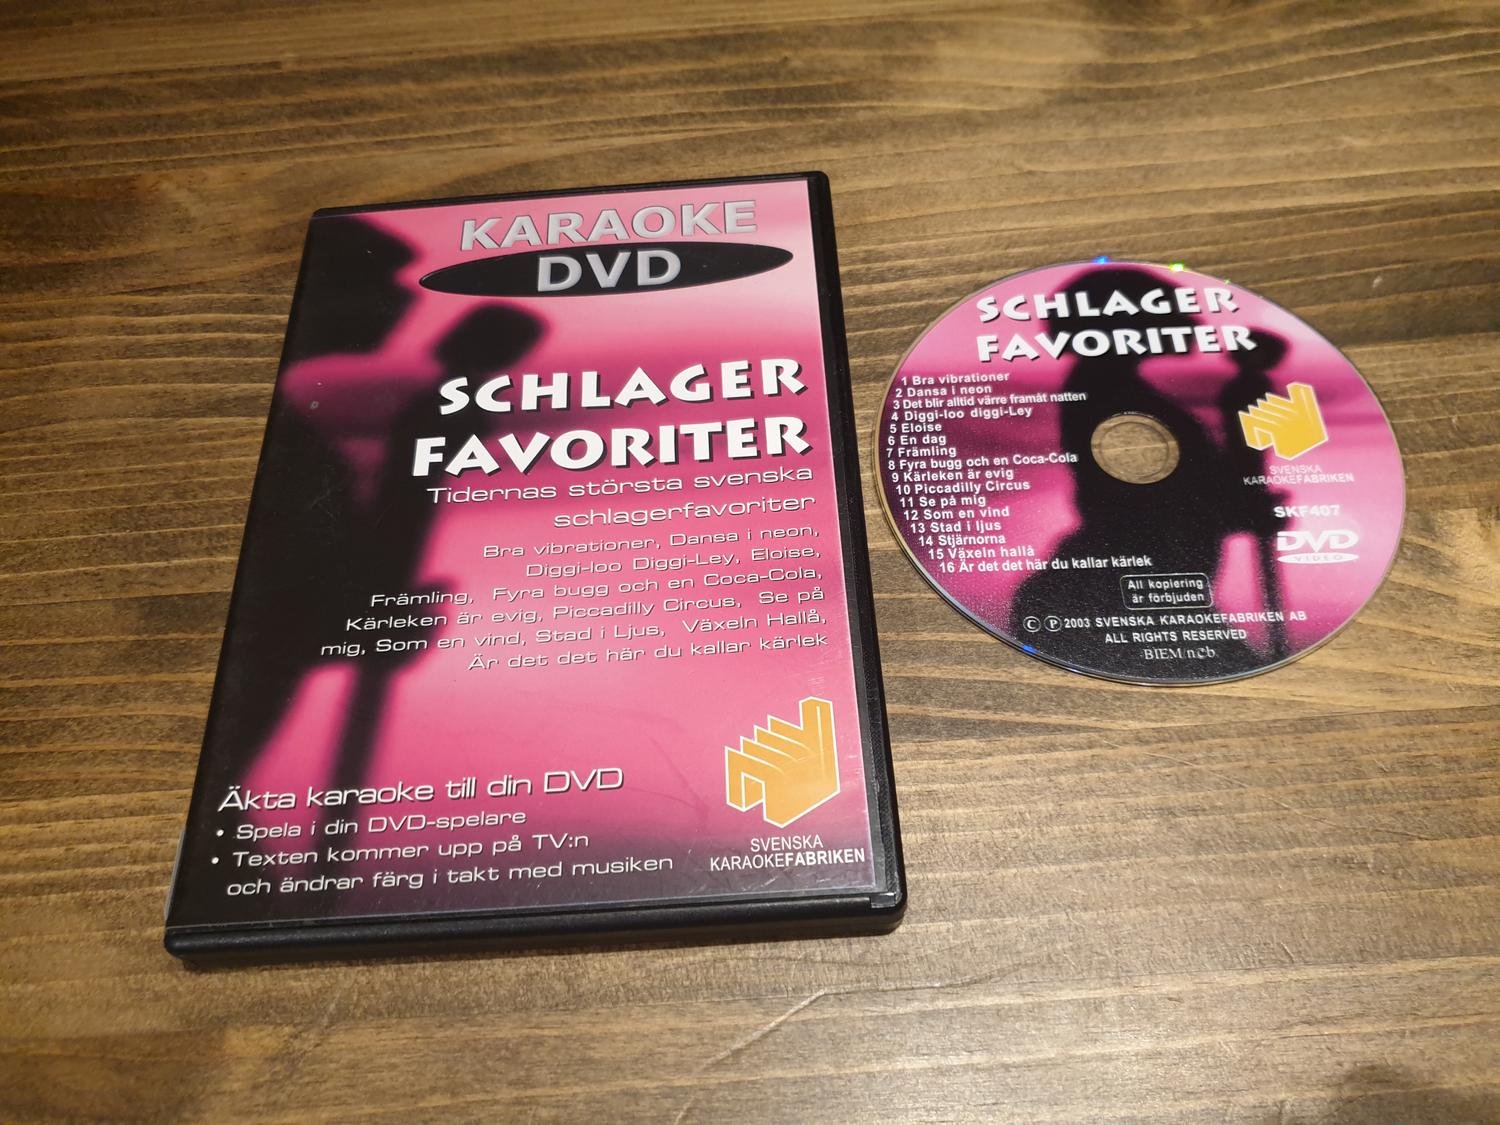 KARAOKE
DVD
SCHLAGER
FAVORITER
Tidernas största svenska
schlagerfavoriter
Bra vibrationer, Dansa i neon,
Diggi-loo Diggi-Ley, Eloise,
Främling, Fyra bugg och en Coca-Cola,
Kärleken är evig, Piccadilly Circus, Se på
mig, Som en vind, Stad i Ljus, Växeln Hallå,
Är det det här du kallar kärlek
Äkta karaoke till din DVD
• Spela i din DVD-spelare
• Texten kommer upp på TV:n
och ändrar färg i takt med musiken
SVENSKA
KARAOKEFABRIKEN
SCHLAGER
FAVORITER
1 Bra vibrationer
2 Dansa i neon
3 Det blir alltid värre framåt natten
4 Diggi-loo diggi-Ley
5 Eloise
6 En dag
7 Främling
8 Fyra bugg och en Coca-Cola
9 Kärleken är evig
10 Piccadilly Circus
11 Se på mig
12 Som en vind
13 Stad i ljus
14 Stjärnorna
15 Växeln hallå
16 Är det det här du kallar kärlek
SVENSKA
KARAOKEFABRIKEN
SKF407
DVD
VIDEO
All kopiering
är förbjuden
© ℗ 2003 SVENSKA KARAOKEFABRIKEN AB
ALL RIGHTS RESERVED
BIEM/ncb